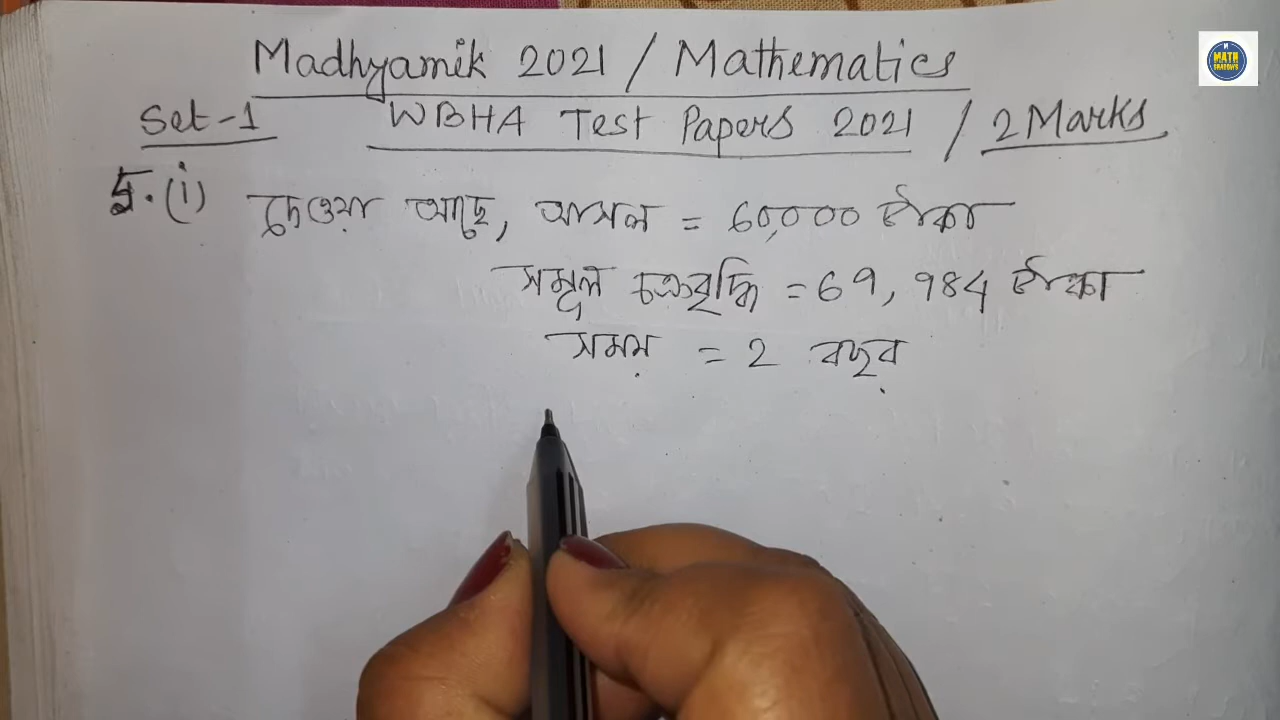 Madhyamik 2021 / Mathematics
Set-1 WBHA Test Papers 2021 / 2 Marks
5.(i) দেওয়া আছে, আসল = 60,000 টাকা
সমূল চক্রবৃদ্ধি = 69,984 টাকা
সময় = 2 বছর
M
MATH